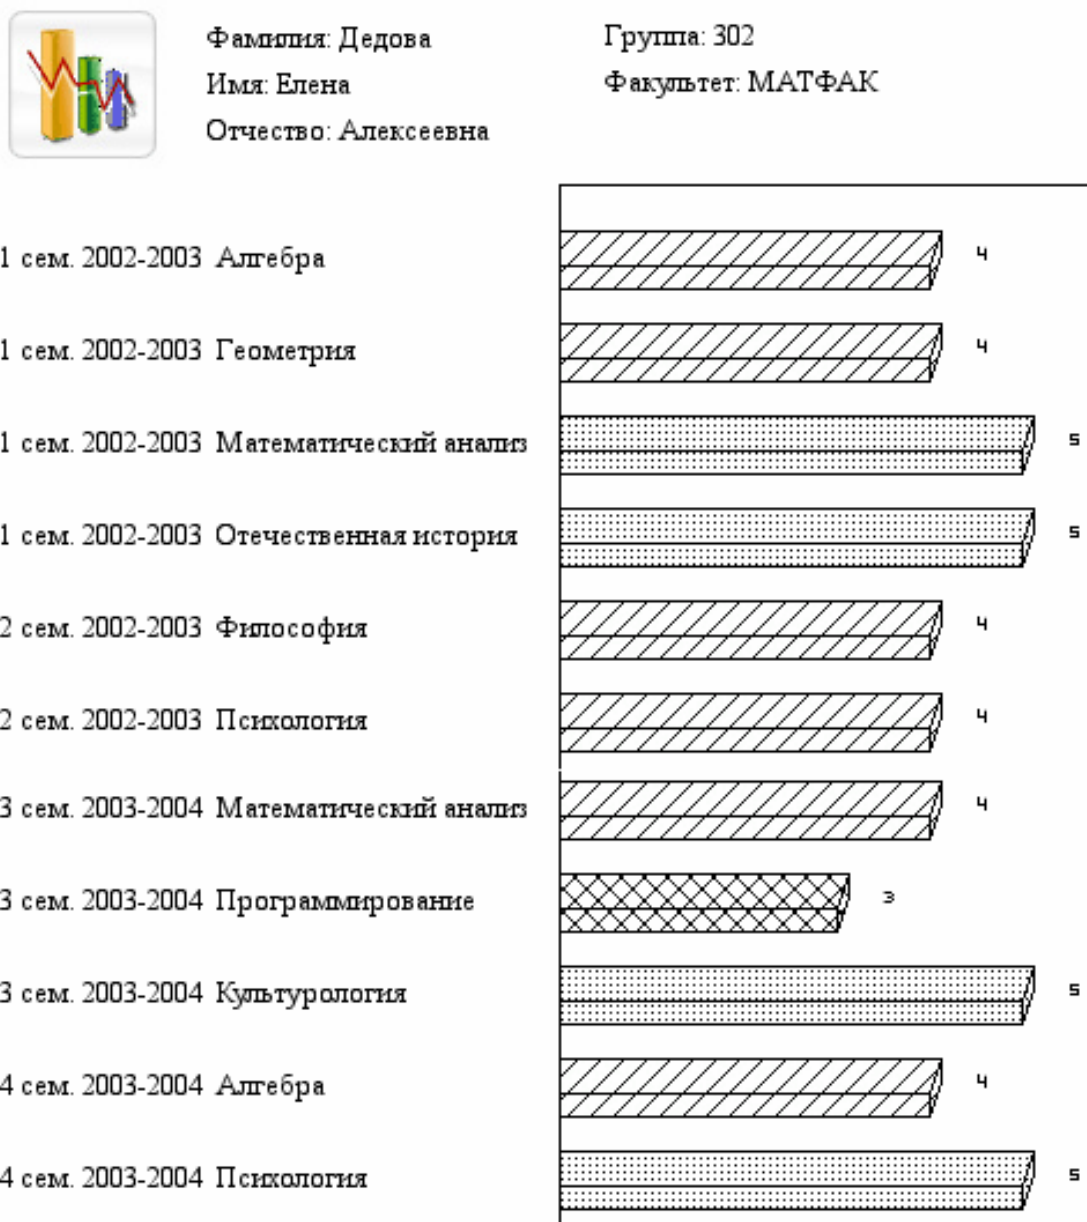 Фамилия: Дедова
Группа: 302
Имя: Елена
Факультет: МАТФАК
Отчество: Алексеевна
1 сем. 2002-2003 Алгебра 4
1 сем. 2002-2003 Геометрия 4
1 сем. 2002-2003 Математический анализ 5
1 сем. 2002-2003 Отечественная история 5
2 сем. 2002-2003 Философия 4
2 сем. 2002-2003 Психология 4
3 сем. 2003-2004 Математический анализ 4
3 сем. 2003-2004 Программирование 3
3 сем. 2003-2004 Культурология 5
4 сем. 2003-2004 Алгебра 4
4 сем. 2003-2004 Психология 5